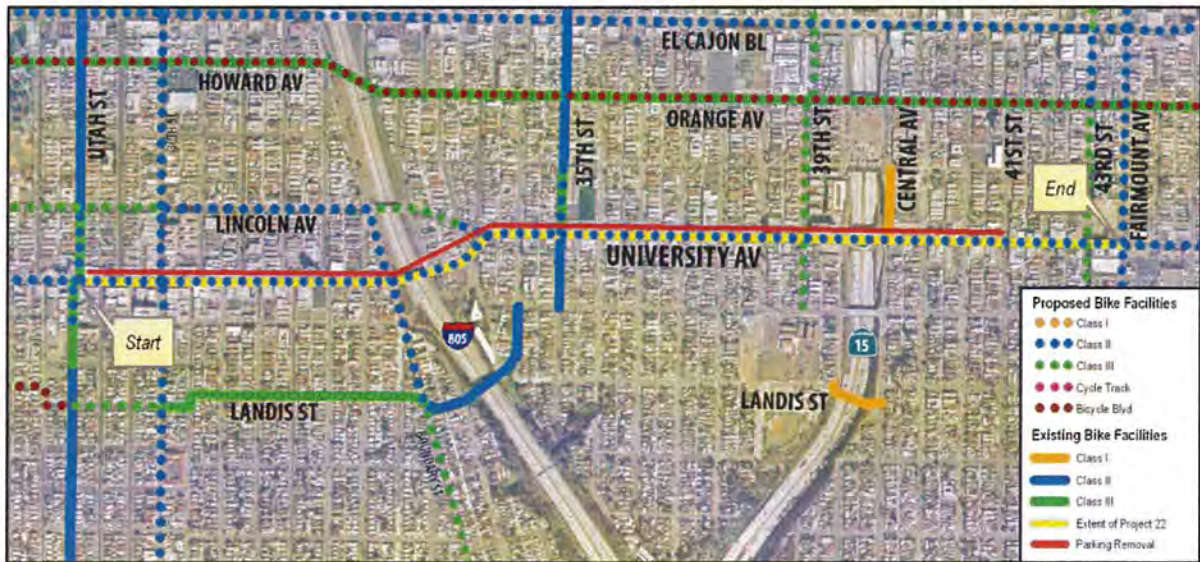 EL CAJON BL
HOWARD AV
ORANGE AV
UTAH ST
30TH ST
35TH ST
39TH ST
CENTRAL AV
41ST ST
43RD ST
FAIRMOUNT AV
End
LINCOLN AV
UNIVERSITY AV
Start
805
15
LANDIS ST
LANDIS ST
Proposed Bike Facilities
Class I
Class II
Class III
Cycle Track
Bicycle Blvd
Existing Bike Facilities
Class I
Class II
Class III
Extent of Project 22
Parking Removal